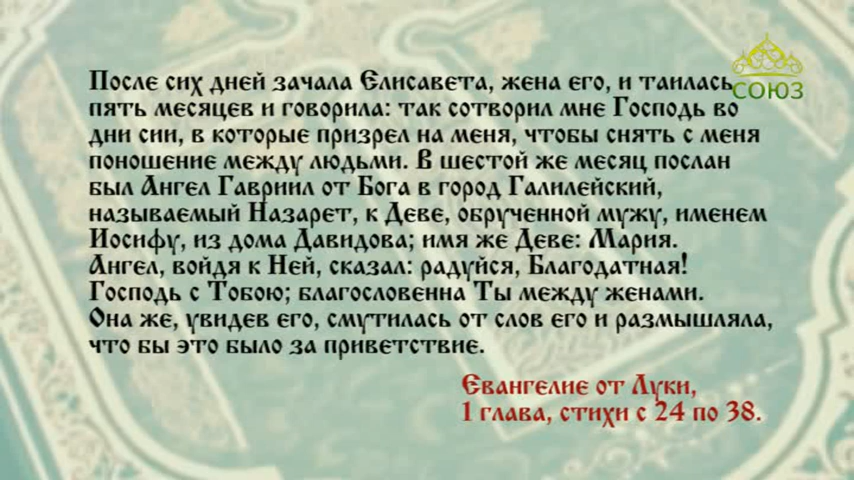 После сих дней зачала Елисавета, жена его, и таилась
СОЮЗ
пять месяцев и говорила: так сотворил мне Господь во
дни сии, в которые призрел на меня, чтобы снять с меня
поношение между людьми. В шестой же месяц послан
был Ангел Гавриил от Бога в город Галилейский,
называемый Назарет, к Деве, обрученной мужу, именем
Иосифу, из дома Давидова; имя же Деве: Мария.
Ангел, войдя к Ней, сказал: радуйся, Благодатная!
Господь с Тобою; благословенна Ты между женами.
Она же, увидев его, смутилась от слов его и размышляла,
что бы это было за приветствие.
Евангелие от Луки,
1 глава, стихи с 24 по 38.